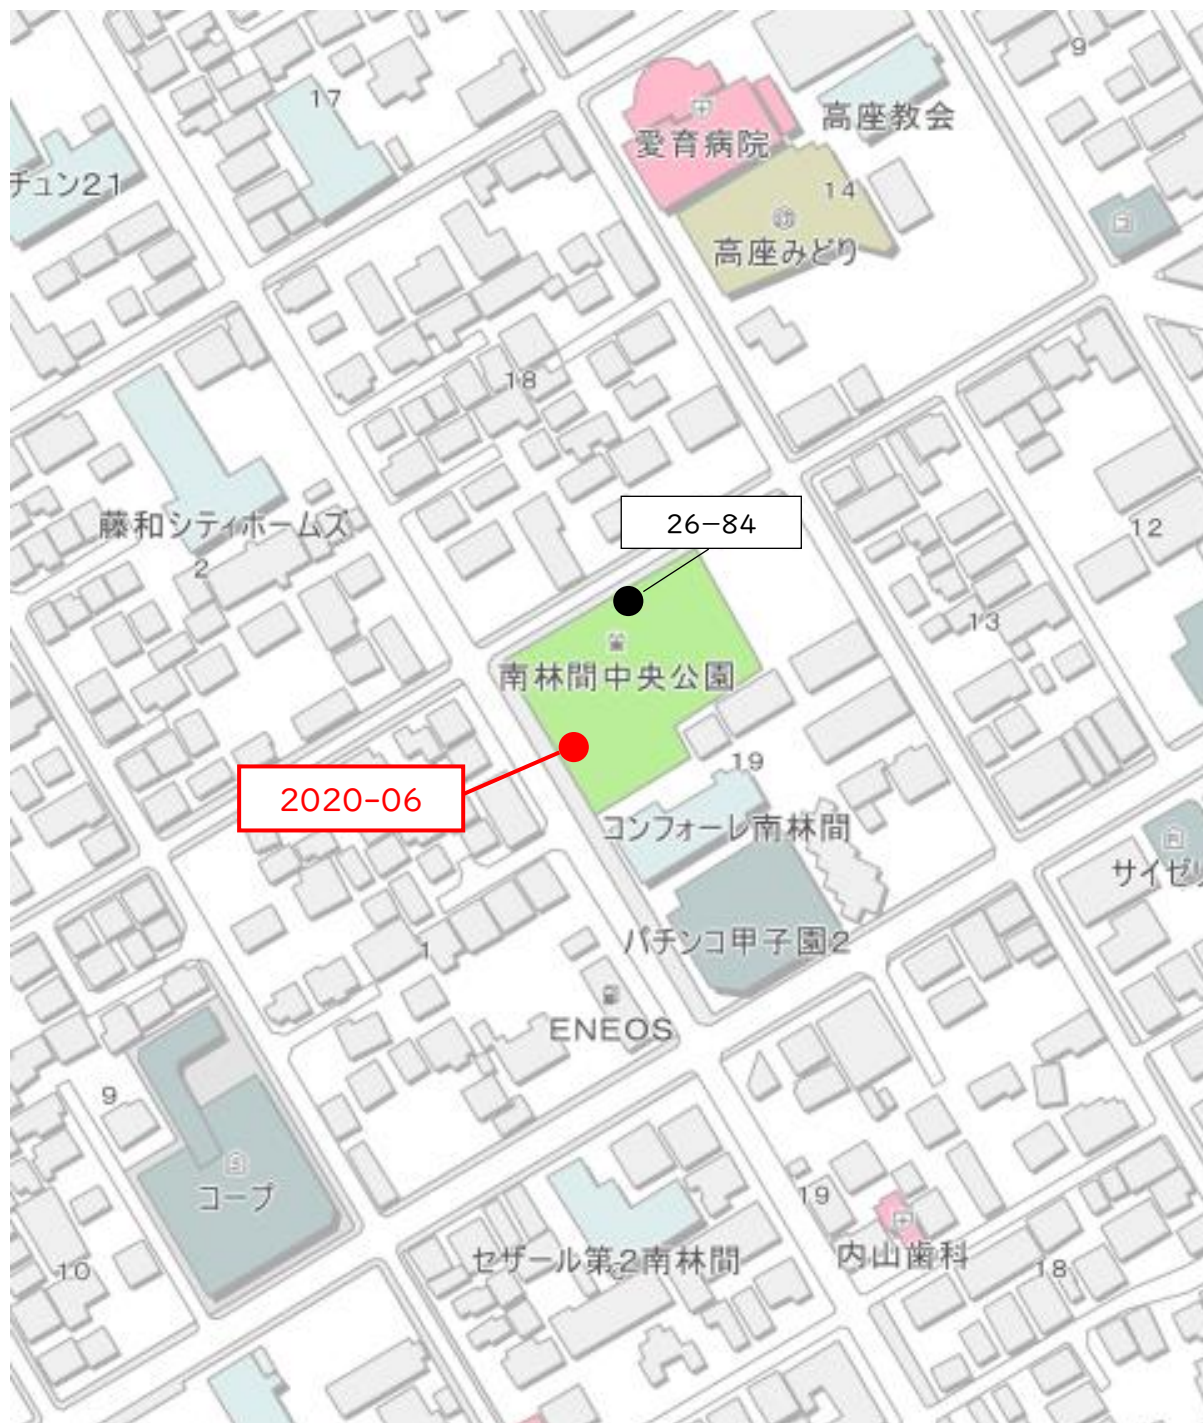 9
17
高座教会
愛育病院
チュン21
14
高座みどり
18
26-84
藤和シティホームズ
12
2
13
南林間中央公園
19
2020-06
コンフォーレ南林間
サイゼリ
パチンコ甲子園2
1
ENEOS
9
コープ
19
内山歯科
セザール第2南林間
10
18